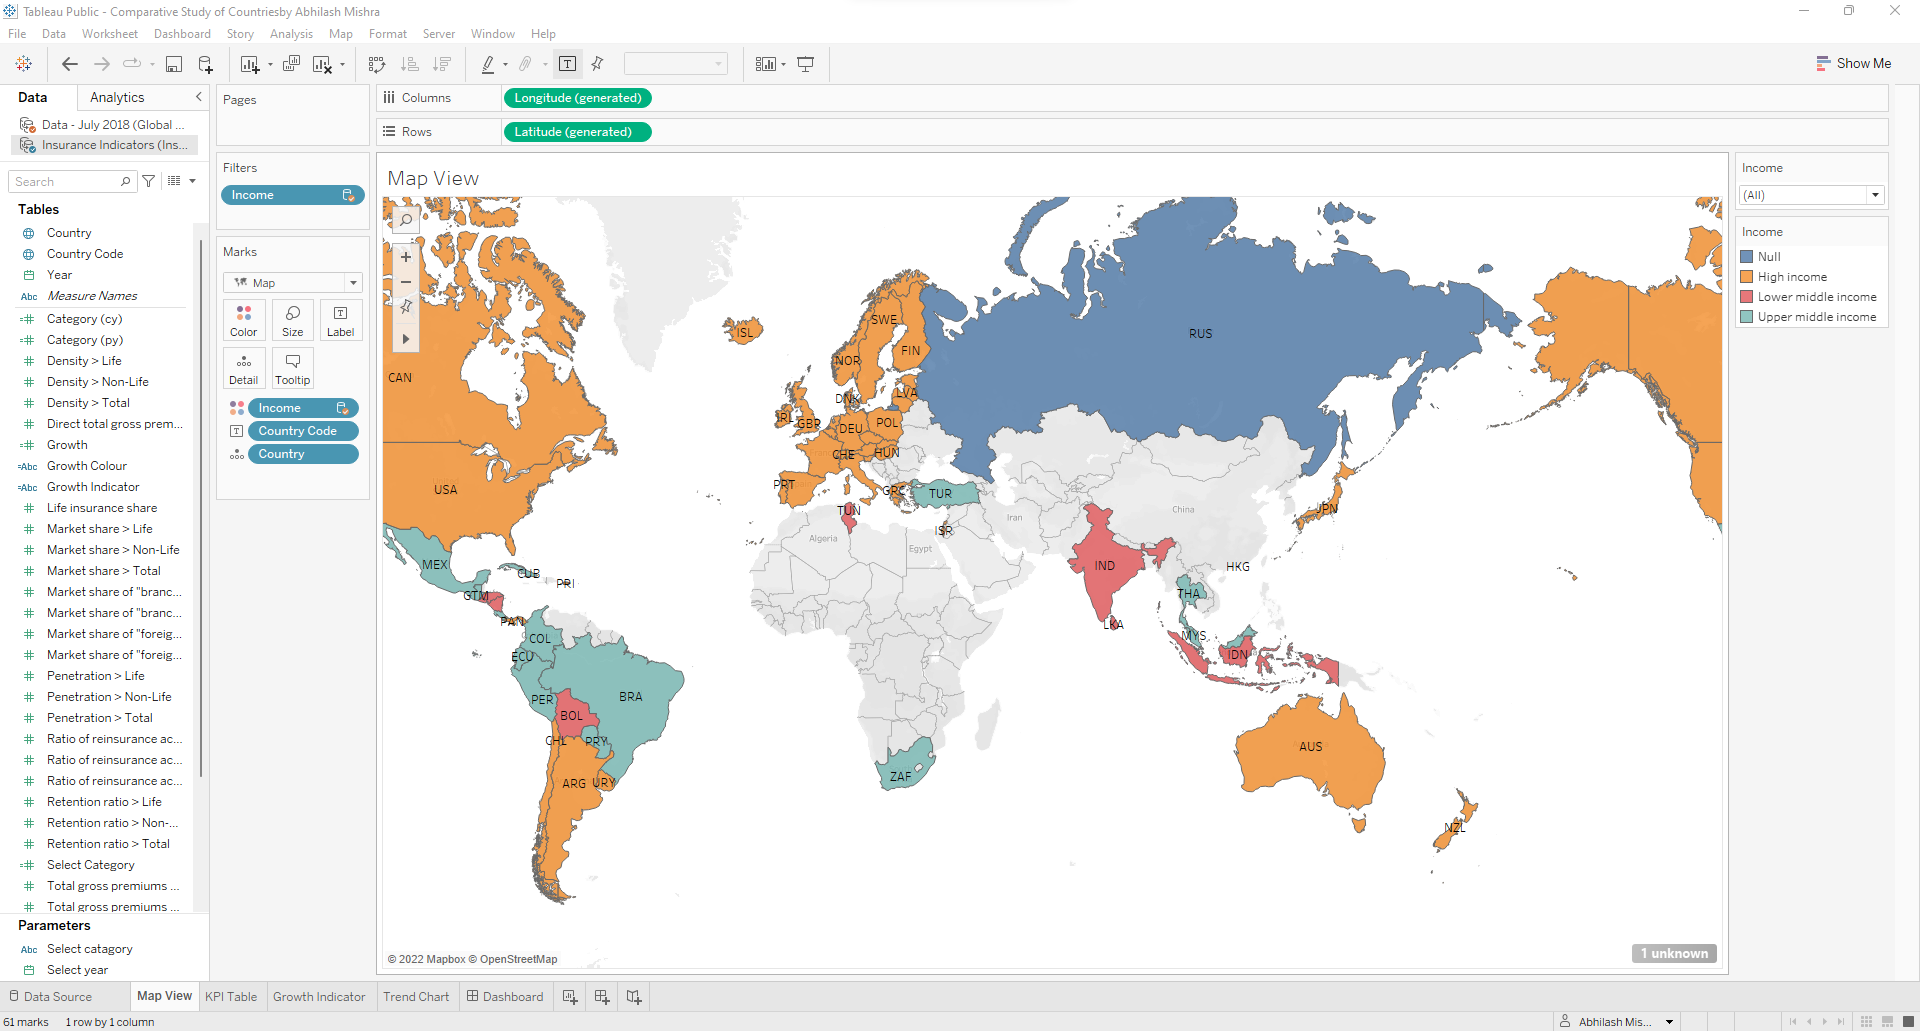 Tableau Public - Comparative Study of Countriesby Abhilash Mishra
File Data Worksheet Dashboard Story Analysis Map Format Server Window Help
Show Me
Data Analytics
Data - July 2018 (Global ...
Insurance Indicators (Ins...
Search
Tables
Country
Country Code
Year
Abc Measure Names
Category (cy)
Category (py)
Density > Life
Density > Non-Life
Density > Total
Direct total gross prem...
Growth
Abc Growth Colour
Abc Growth Indicator
Life insurance share
Market share > Life
Market share > Non-Life
Market share > Total
Market share of "branc...
Market share of "branc...
Market share of "foreig...
Market share of "foreig...
Penetration > Life
Penetration > Non-Life
Penetration > Total
Ratio of reinsurance ac...
Ratio of reinsurance ac...
Ratio of reinsurance ac...
Retention ratio > Life
Retention ratio > Non-...
Retention ratio > Total
Select Category
Total gross premiums ...
Total gross premiums ...
Parameters
Abc Select catagory
Select year
Pages
Filters
Income
Marks
Map
Color Size Label
Detail Tooltip
Income
Country Code
Country
Columns Longitude (generated)
Rows Latitude (generated)
Map View
RUS
ISL
SWE
NOR
FIN
CAN
DNK
LVA
IRL
GBR
DEU
POL
CHE
HUN
USA
PRT
GRC
TUR
TUN
ISR
Algeria
Egypt
Iran
China
JPN
MEX
CUB
PRI
GTM
IND
HKG
THA
PAN
LKA
COL
MYS
ECU
IDN
PER
BRA
BOL
CHL
PRY
ARG
URY
ZAF
AUS
NZL
© 2022 Mapbox © OpenStreetMap
1 unknown
Income
(All)
Income
Null
High income
Lower middle income
Upper middle income
Data Source Map View KPI Table Growth Indicator Trend Chart Dashboard
61 marks 1 row by 1 column
Abhilash Mis...